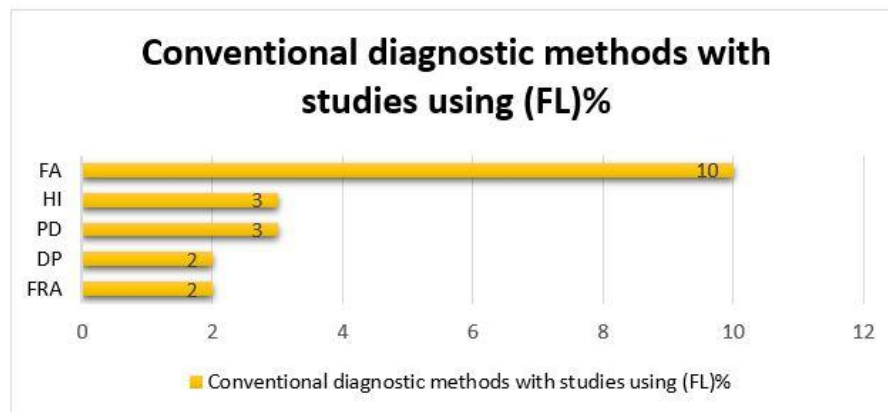 Conventional diagnostic methods with
studies using (FL)%
FA 10
HI 3
PD 3
DP 2
FRA 2
0 2 4 6 8 10 12
Conventional diagnostic methods with studies using (FL)%